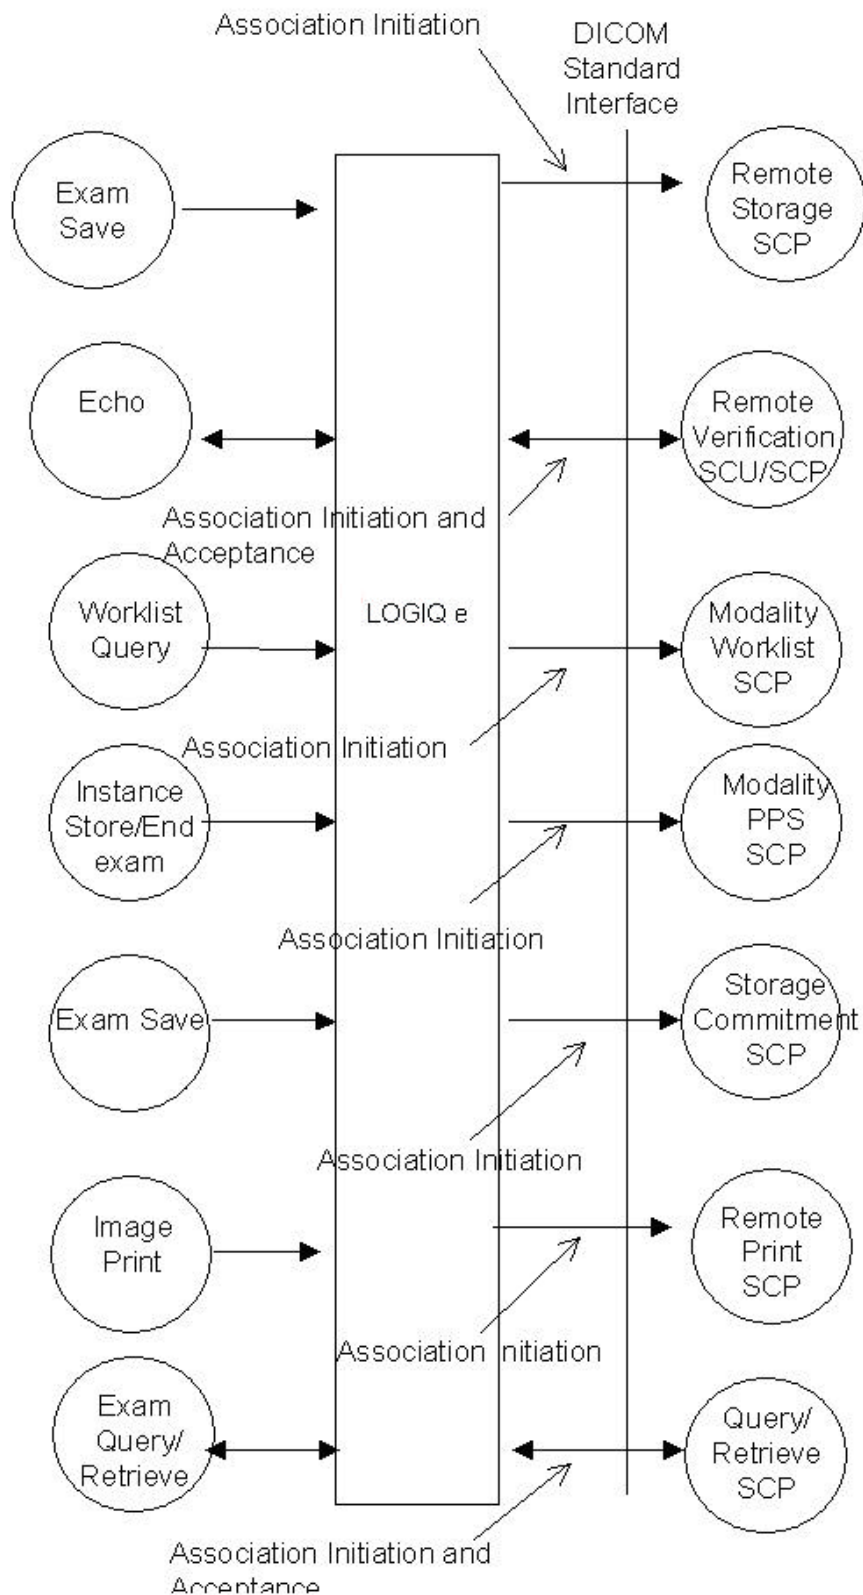 Association Initiation
DICOM
Standard
Interface
Exam
Save
Remote
Storage
SCP
Echo
Remote
Verification
SCU/SCP
Association Initiation and
Acceptance
Worklist
Query
LOGIQ e
Modality
Worklist
SCP
Association Initiation
Instance
Store/End
exam
Modality
PPS
SCP
Association Initiation
Exam Save
Storage
Commitment
SCP
Association Initiation
Image
Print
Remote
Print
SCP
Association Initiation
Exam
Query/
Retrieve
Query/
Retrieve
SCP
Association Initiation and
Acceptance